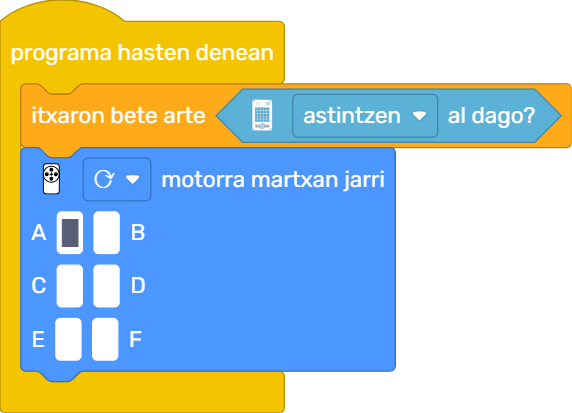 programa hasten denean
itxaron bete arte astintzen al dago?
motorra martxan jarri
A B
C D
E F